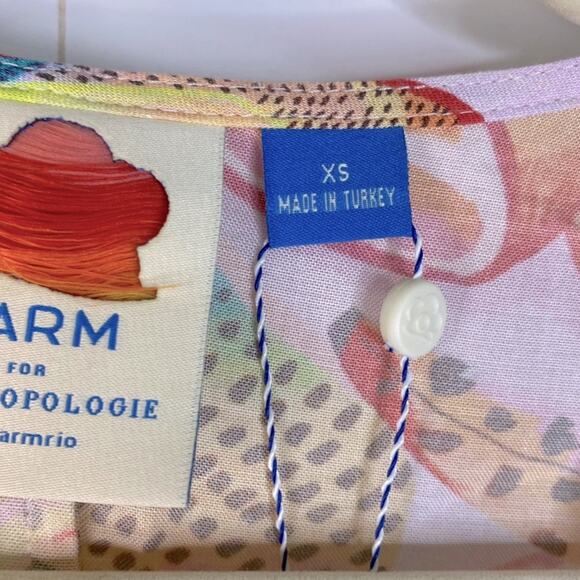 ARM
FOR
OPOLOGIE
armrio
XS
MADE IN TURKEY